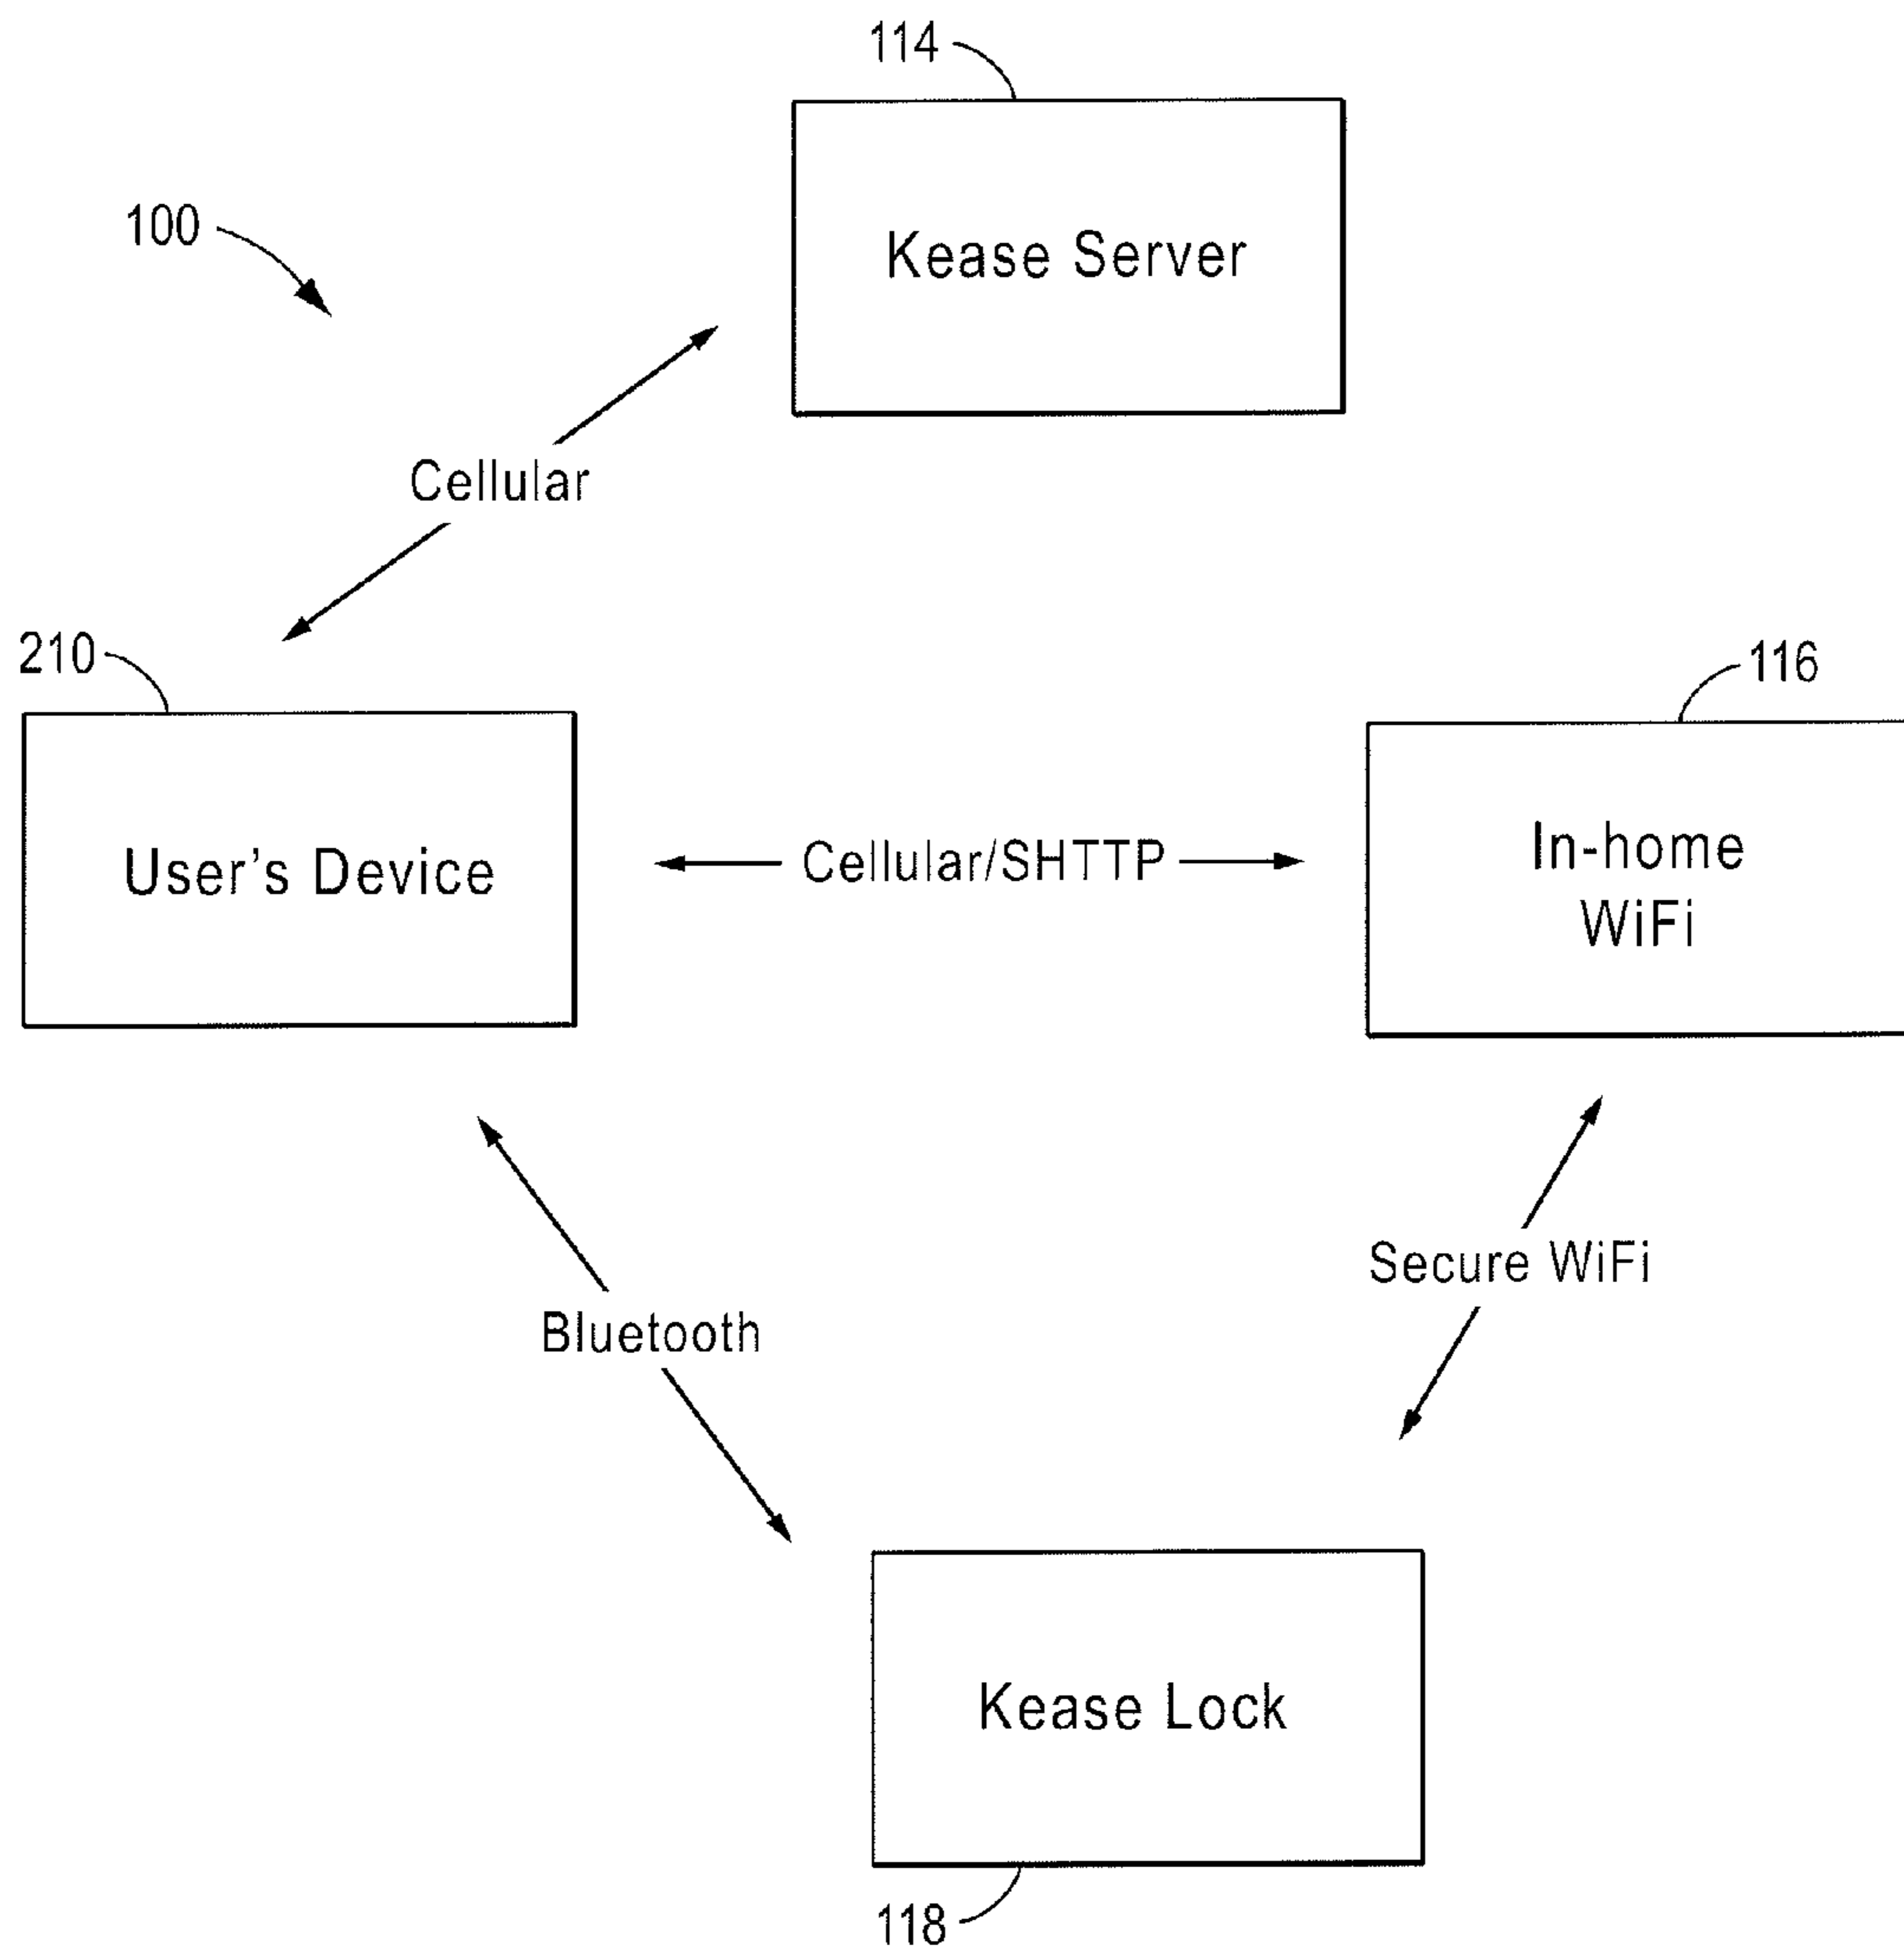 114
Kease Server
100
Cellular
210
116
User's Device
Cellular/SHTTP
In-home
WiFi
Secure WiFi
Bluetooth
Kease Lock
118